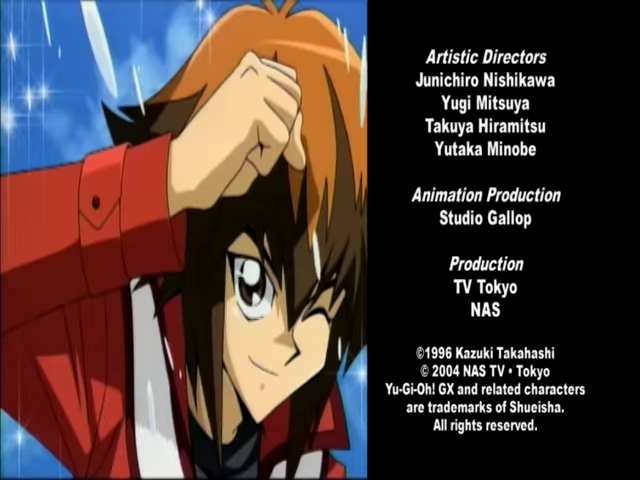 Artistic Directors
Junichiro Nishikawa
Yugi Mitsuya
Takuya Hiramitsu
Yutaka Minobe
Animation Production
Studio Gallop
Production
TV Tokyo
NAS
©1996 Kazuki Takahashi
© 2004 NAS TV • Tokyo
Yu-Gi-Oh! GX and related characters
are trademarks of Shueisha.
All rights reserved.